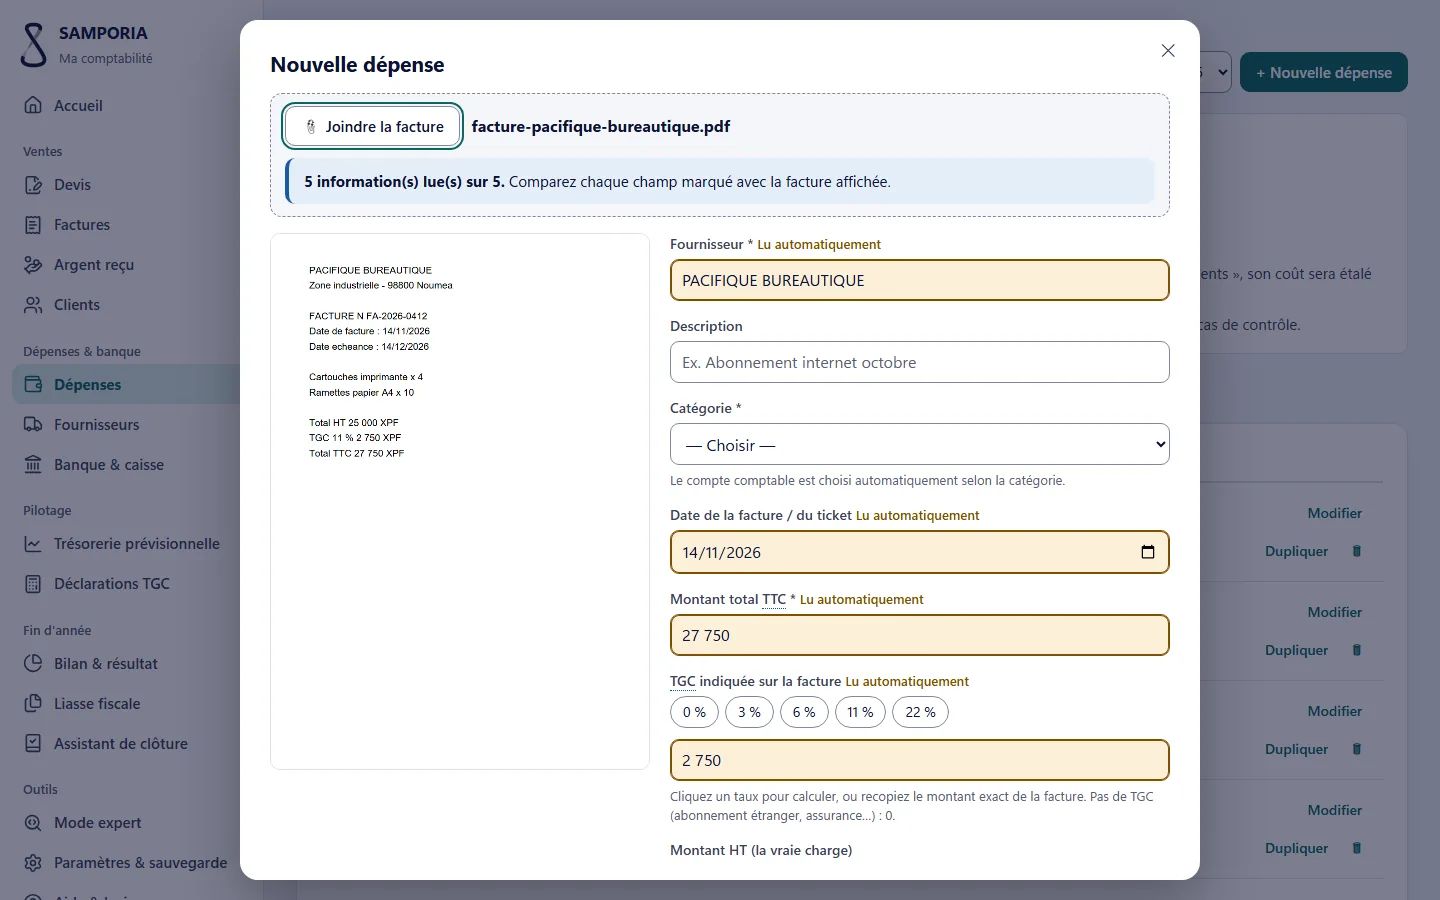 SAMPORIA
Ma comptabilité
Accueil
Ventes
Devis
Factures
Argent reçu
Clients
Dépenses & banque
Dépenses
Fournisseurs
Banque & caisse
Pilotage
Trésorerie prévisionnelle
Déclarations TGC
Fin d'année
Bilan & résultat
Liasse fiscale
Assistant de clôture
Outils
Mode expert
Paramètres & sauvegarde
Nouvelle dépense
Joindre la facture
facture-pacifique-bureautique.pdf
5 information(s) lue(s) sur 5. Comparez chaque champ marqué avec la facture affichée.
PACIFIQUE BUREAUTIQUE
Zone industrielle - 98800 Noumea
FACTURE N FA-2026-0412
Date de facture : 14/11/2026
Date echeance : 14/12/2026
Cartouches imprimante x 4
Ramettes papier A4 x 10
Total HT 25 000 XPF
TGC 11 % 2 750 XPF
Total TTC 27 750 XPF
Fournisseur * Lu automatiquement
PACIFIQUE BUREAUTIQUE
Description
Ex. Abonnement internet octobre
Catégorie *
— Choisir —
Le compte comptable est choisi automatiquement selon la catégorie.
Date de la facture / du ticket Lu automatiquement
14/11/2026
Montant total TTC * Lu automatiquement
27 750
TGC indiquée sur la facture Lu automatiquement
0 % 3 % 6 % 11 % 22 %
2 750
Cliquez un taux pour calculer, ou recopiez le montant exact de la facture. Pas de TGC
(abonnement étranger, assurance…) : 0.
Montant HT (la vraie charge)
+ Nouvelle dépense
», son coût sera étalé
de contrôle.
Modifier
Dupliquer
Modifier
Dupliquer
Modifier
Dupliquer
Modifier
Dupliquer